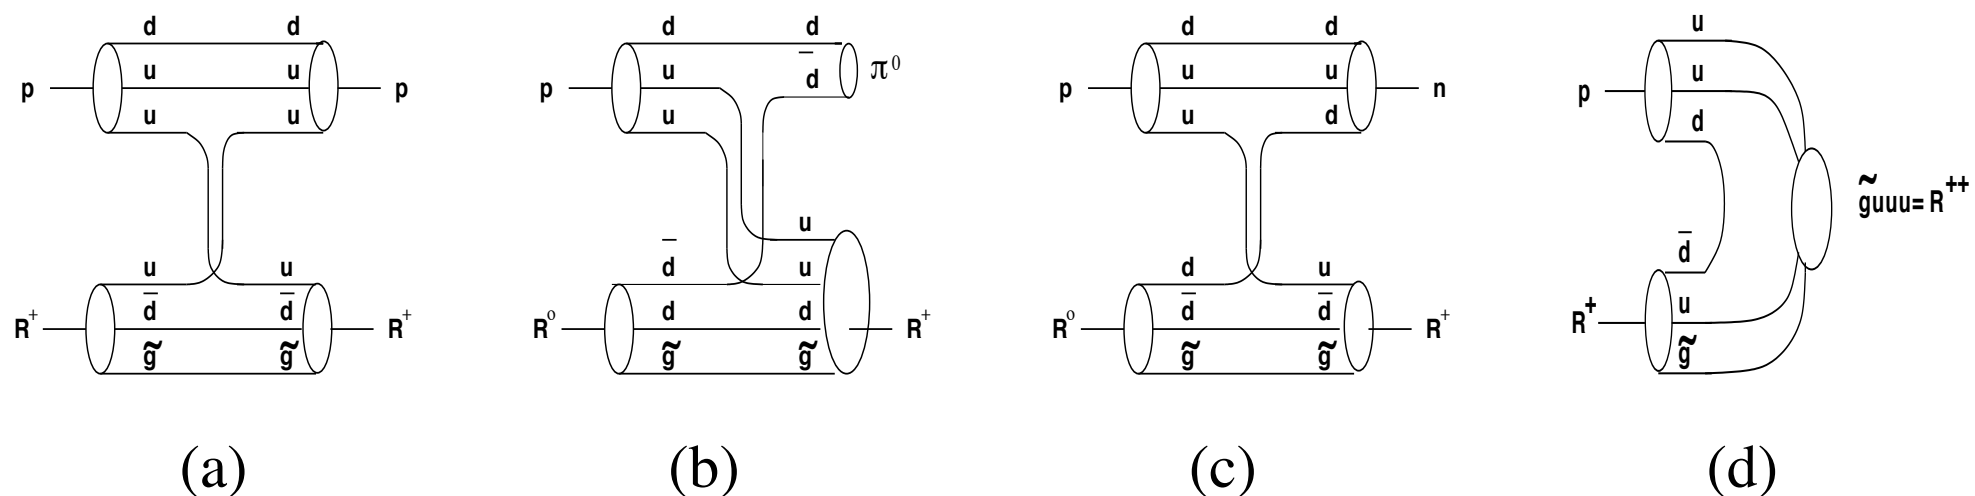 d d
p u u p
u u
u u
R⁺ d̄ d̄ R⁺
g̃ g̃
(a)
d d
p u d̄ π⁰
u
u
d̄ u
R⁰ d d R⁺
g̃ g̃
(b)
d d
p u u n
u d
d u
R⁰ d̄ d̄ R⁺
g̃ g̃
(c)
u
p u
d
g̃uuu=R⁺⁺
d̄
R⁺ u
g̃
(d)